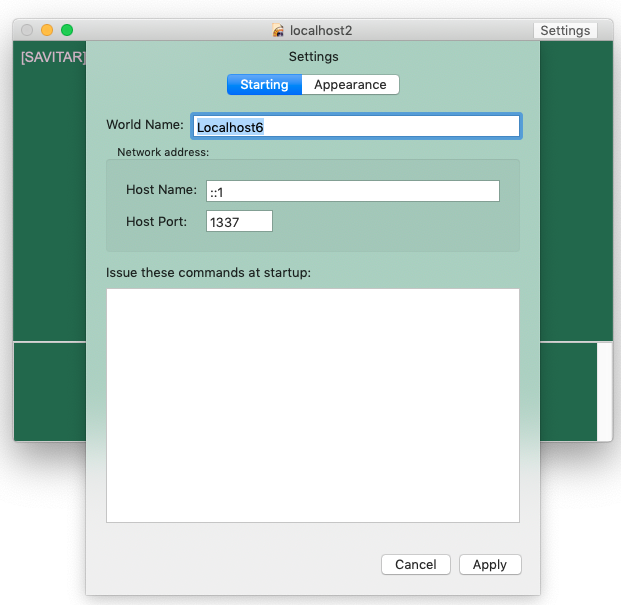 localhost2
Settings
[SAVITAR]
Settings
Starting Appearance
World Name: Localhost6
Network address:
Host Name: ::1
Host Port: 1337
Issue these commands at startup:
Cancel Apply